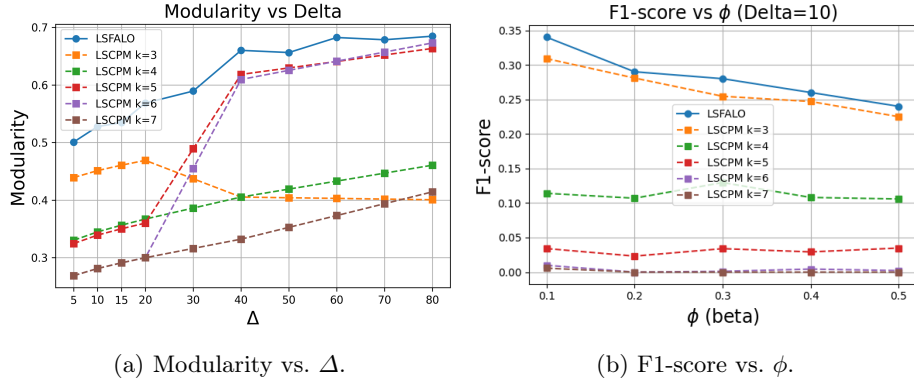 Modularity vs Delta
0.7
0.6
0.5
0.4
0.3
Modularity
LSFALO
LSCPM k=3
LSCPM k=4
LSCPM k=5
LSCPM k=6
LSCPM k=7
5 10 15 20 30 40 50 60 70 80
Δ
(a) Modularity vs. Δ.
F1-score vs ϕ (Delta=10)
0.35
0.30
0.25
0.20
0.15
0.10
0.05
0.00
F1-score
LSFALO
LSCPM k=3
LSCPM k=4
LSCPM k=5
LSCPM k=6
LSCPM k=7
0.1 0.2 0.3 0.4 0.5
ϕ (beta)
(b) F1-score vs. ϕ.